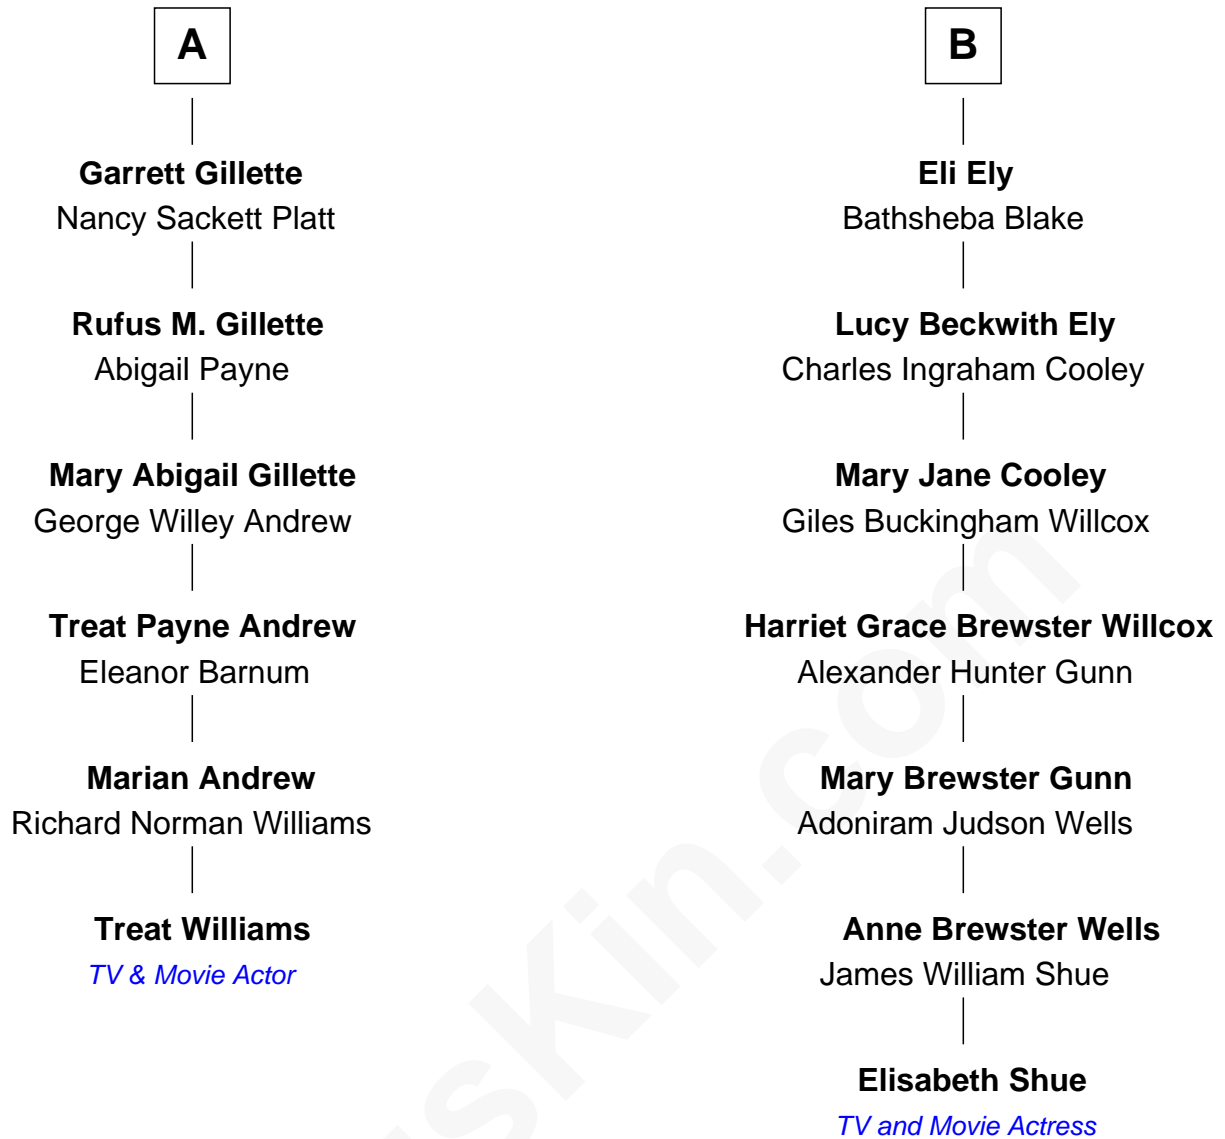 A
Garrett Gillette
Nancy Sackett Platt
Rufus M. Gillette
Abigail Payne
Mary Abigail Gillette
George Willey Andrew
Treat Payne Andrew
Eleanor Barnum
Marian Andrew
Richard Norman Williams
Treat Williams
TV & Movie Actor
B
Eli Ely
Bathsheba Blake
Lucy Beckwith Ely
Charles Ingraham Cooley
Mary Jane Cooley
Giles Buckingham Willcox
Harriet Grace Brewster Willcox
Alexander Hunter Gunn
Mary Brewster Gunn
Adoniram Judson Wells
Anne Brewster Wells
James William Shue
Elisabeth Shue
TV and Movie Actress